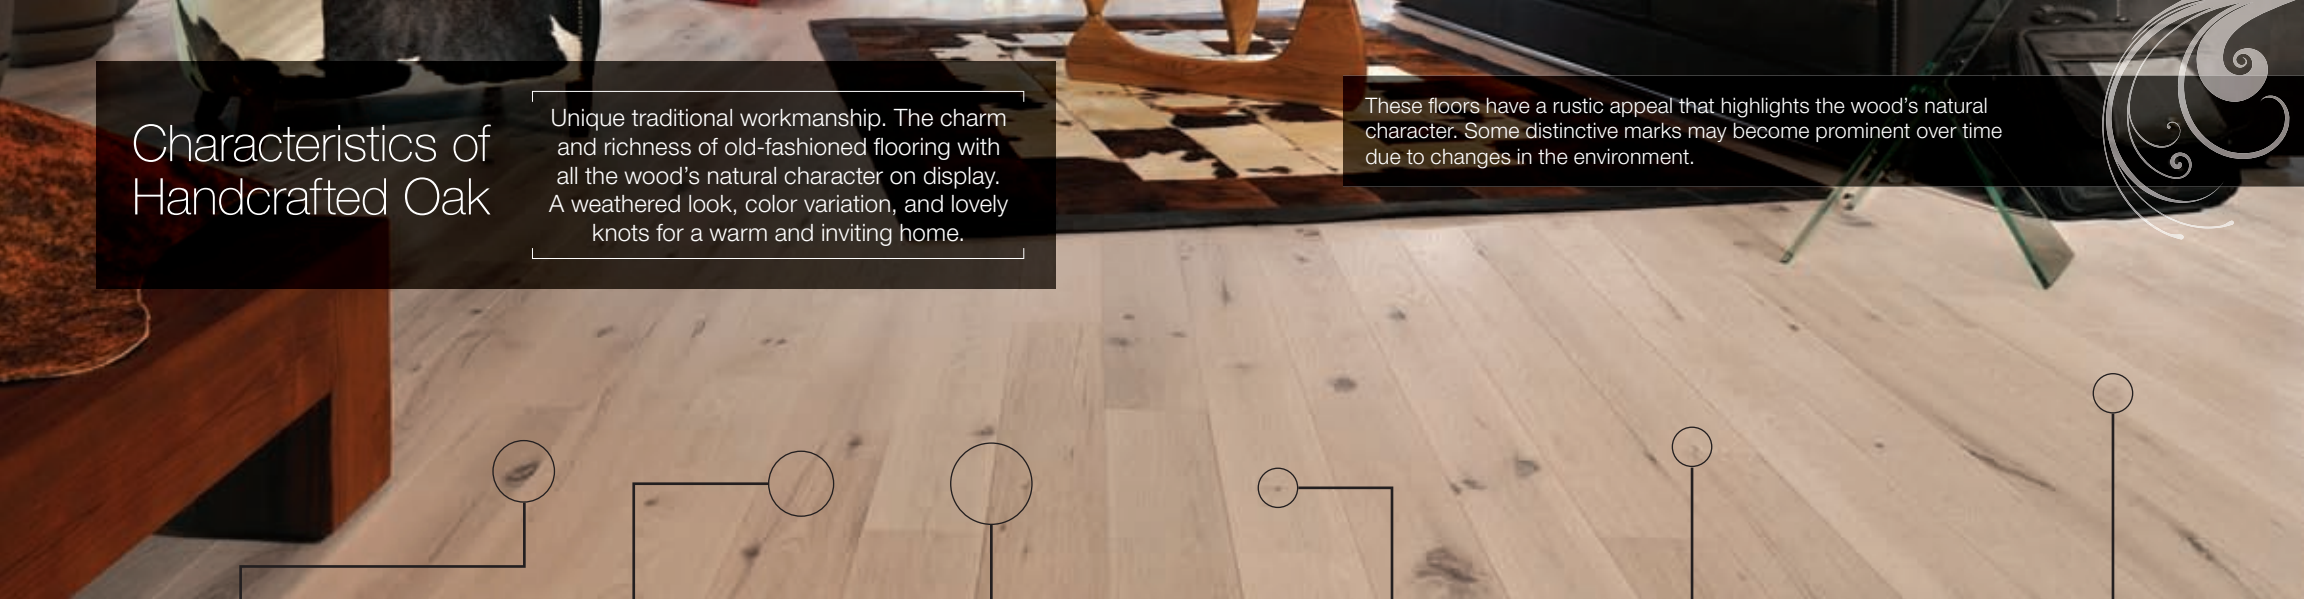 Characteristics of
Handcrafted Oak
Unique traditional workmanship. The charm
and richness of old-fashioned flooring with
all the wood's natural character on display.
A weathered look, color variation, and lovely
knots for a warm and inviting home.
These floors have a rustic appeal that highlights the wood's natural
character. Some distinctive marks may become prominent over time
due to changes in the environment.